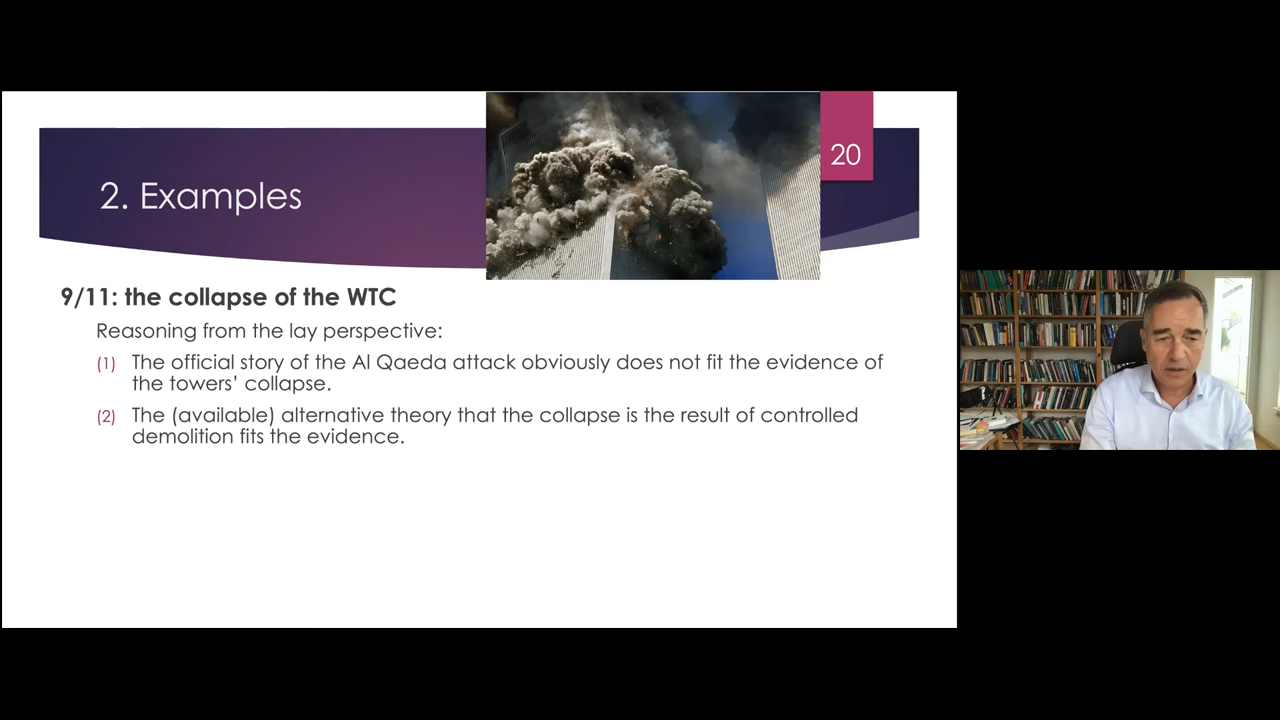 2. Examples
20
9/11: the collapse of the WTC
Reasoning from the lay perspective:
(1) The official story of the Al Qaeda attack obviously does not fit the evidence of
the towers’ collapse.
(2) The (available) alternative theory that the collapse is the result of controlled
demolition fits the evidence.